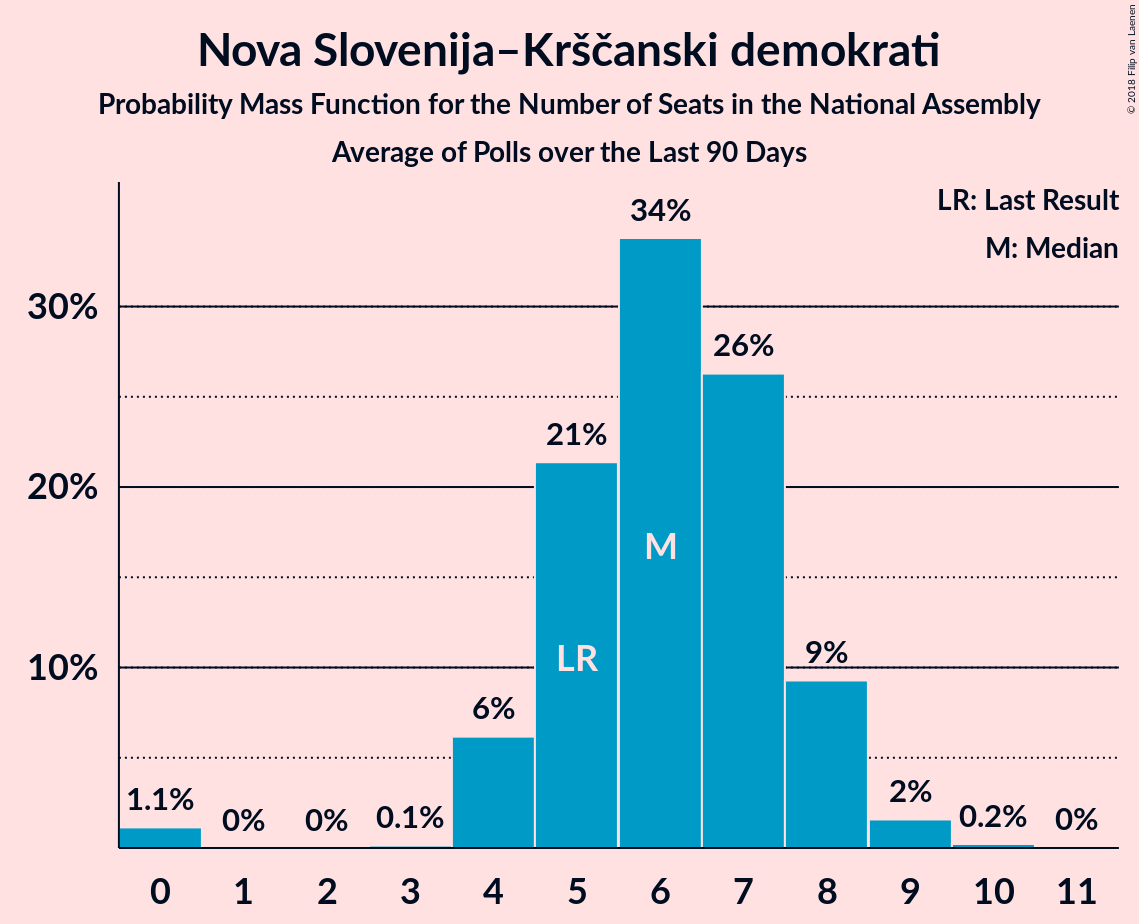 Nova Slovenija–Krščanski demokrati
Probability Mass Function for the Number of Seats in the National Assembly
Average of Polls over the Last 90 Days
© 2018 Filip van Laenen
LR: Last Result
M: Median
34%
30%
26%
21%
20%
M
LR
10%
9%
6%
1.1%
0%
0%
0.1%
2%
0.2%
0%
0 1 2 3 4 5 6 7 8 9 10 11